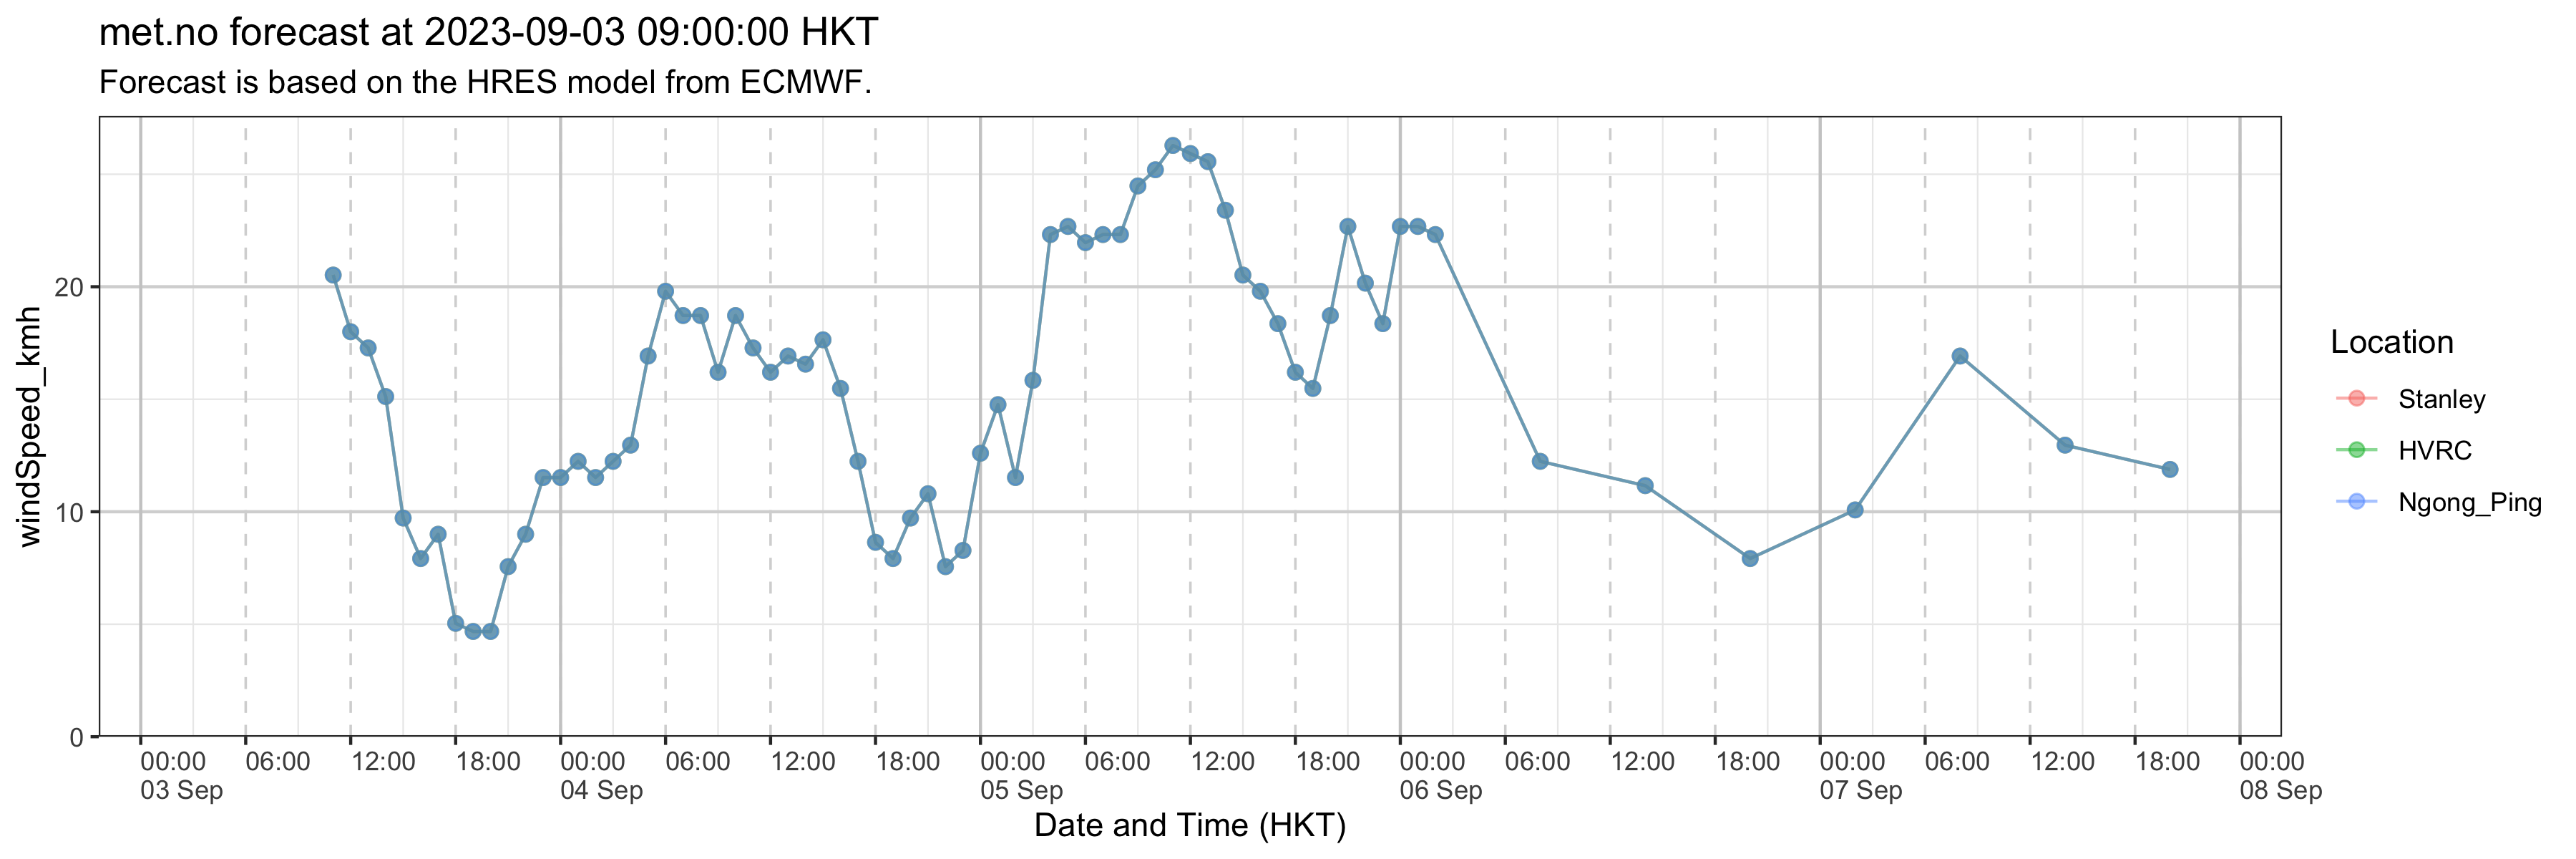 met.no forecast at 2023-09-03 09:00:00 HKT
Forecast is based on the HRES model from ECMWF.
windSpeed_kmh
20
10
0
00:00 06:00 12:00 18:00 00:00 06:00 12:00 18:00 00:00 06:00 12:00 18:00 00:00 06:00 12:00 18:00 00:00 06:00 12:00 18:00 00:00
03 Sep 04 Sep 05 Sep 06 Sep 07 Sep 08 Sep
Date and Time (HKT)
Location
Stanley
HVRC
Ngong_Ping